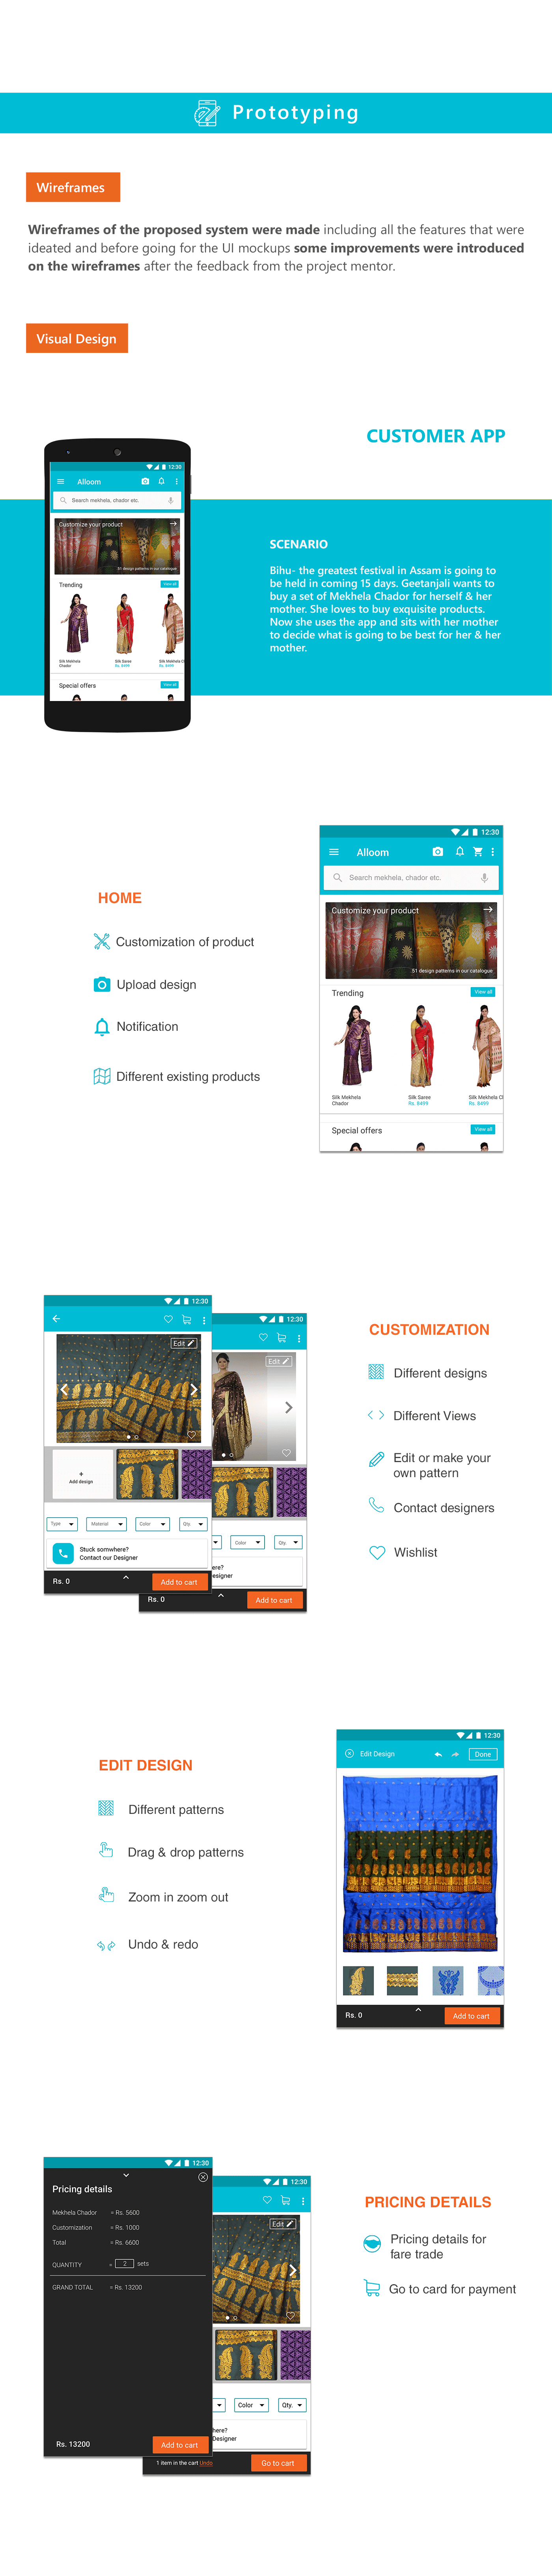 Prototyping
Wireframes
Wireframes of the proposed system were made including all the features that were
ideated and before going for the UI mockups some improvements were introduced
on the wireframes after the feedback from the project mentor.
Visual Design
CUSTOMER APP
12:30
Alloom
Search mekhela, chador etc.
Customize your product
51 design patterns in our catalogue
Trending
View all
Silk Mekhela
Chador
Silk Saree
Rs. 8499
Silk Mekhela C
Rs. 8499
Special offers
View all
SCENARIO
Bihu- the greatest festival in Assam is going to
be held in coming 15 days. Geetanjali wants to
buy a set of Mekhela Chador for herself & her
mother. She loves to buy exquisite products.
Now she uses the app and sits with her mother
to decide what is going to be best for her & her
mother.
HOME
Customization of product
Upload design
Notification
Different existing products
12:30
Alloom
Search mekhela, chador etc.
Customize your product
51 design patterns in our catalogue
Trending
View all
Silk Mekhela
Chador
Silk Saree
Rs. 8499
Silk Mekhela Cl
Rs. 8499
Special offers
View all
12:30
Edit
+
Add design
Type
Material
Color
Qty.
Stuck somwhere?
Contact our Designer
Rs. 0
Add to cart
12:30
Edit
Color
Qty.
ere?
esigner
Rs. 0
Add to cart
CUSTOMIZATION
Different designs
Different Views
Edit or make your
own pattern
Contact designers
Wishlist
EDIT DESIGN
Different patterns
Drag & drop patterns
Zoom in zoom out
Undo & redo
12:30
Edit Design
Done
Rs. 0
Add to cart
12:30
Pricing details
Mekhela Chador = Rs. 5600
Customization = Rs. 1000
Total = Rs. 6600
QUANTITY = 2 sets
GRAND TOTAL = Rs. 13200
Rs. 13200
Add to cart
12:30
Edit
Color
Qty.
here?
Designer
1 item in the cart Undo
Go to cart
PRICING DETAILS
Pricing details for
fare trade
Go to card for payment